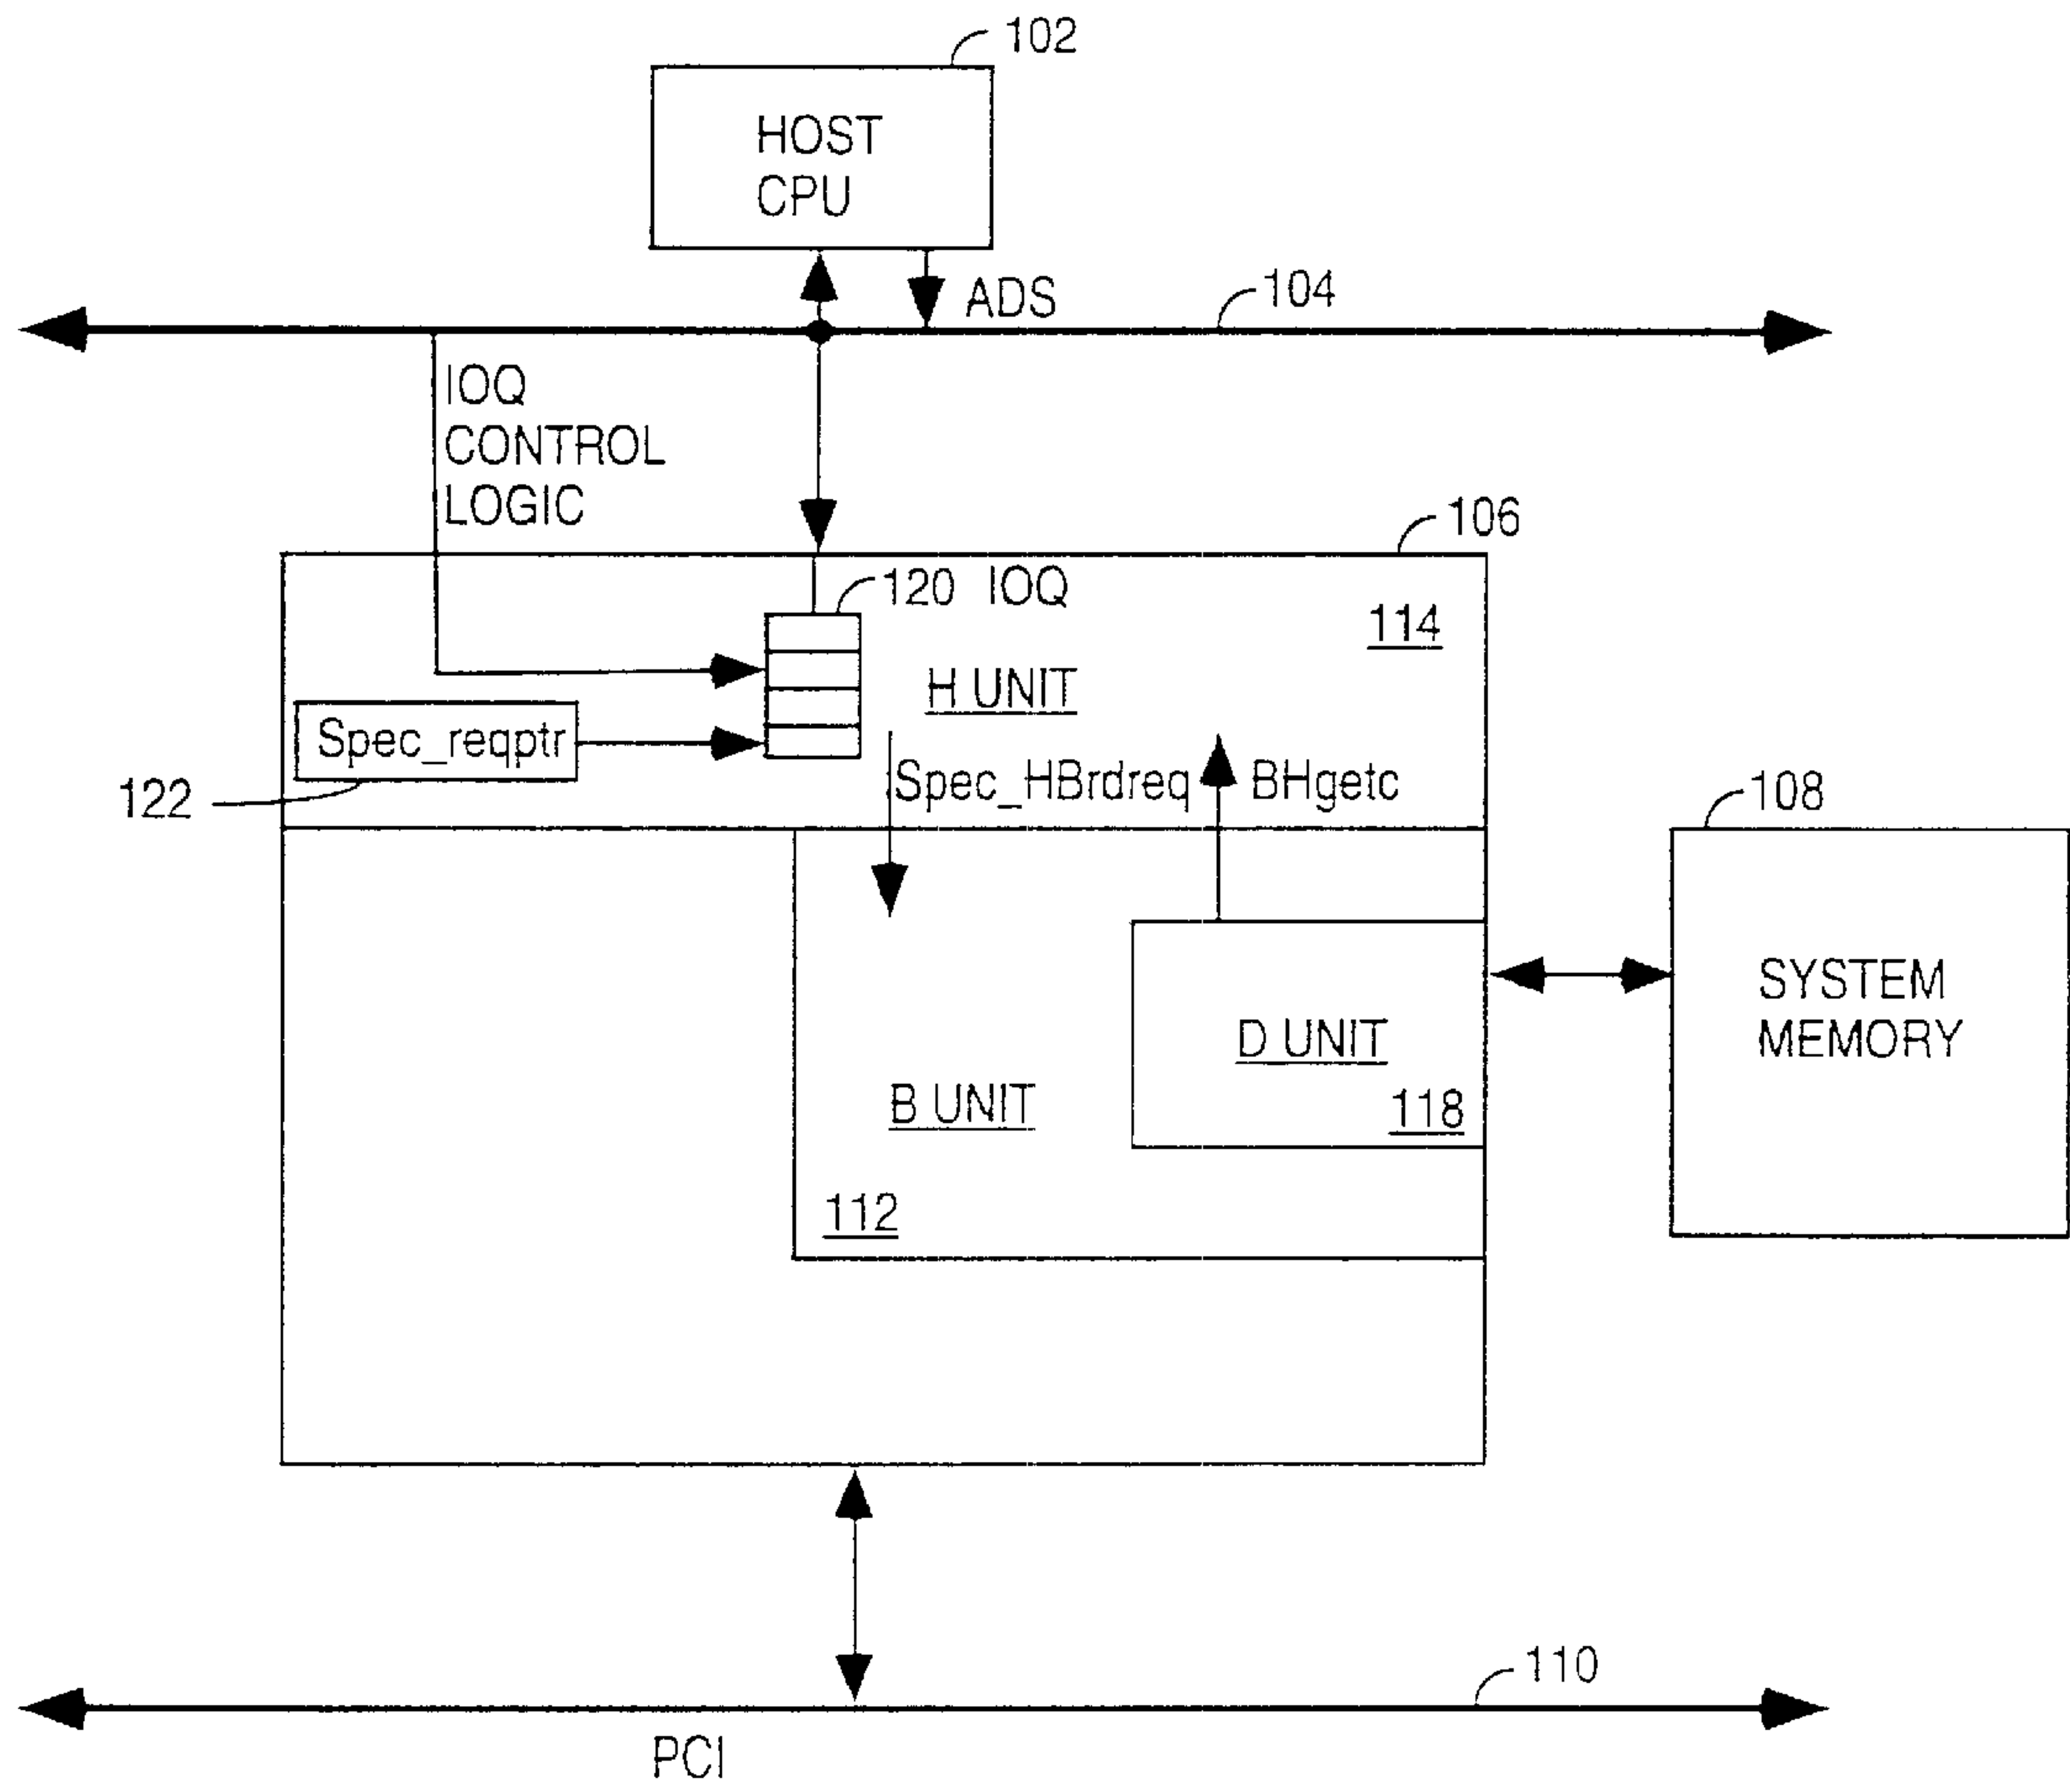 102
HOST
CPU
ADS
104
IOQ
CONTROL
LOGIC
106
120 IOQ
114
H UNIT
Spec_reqptr
122
Spec_HBrdreq
BHgetc
108
SYSTEM
MEMORY
D UNIT
118
B UNIT
112
110
PCI